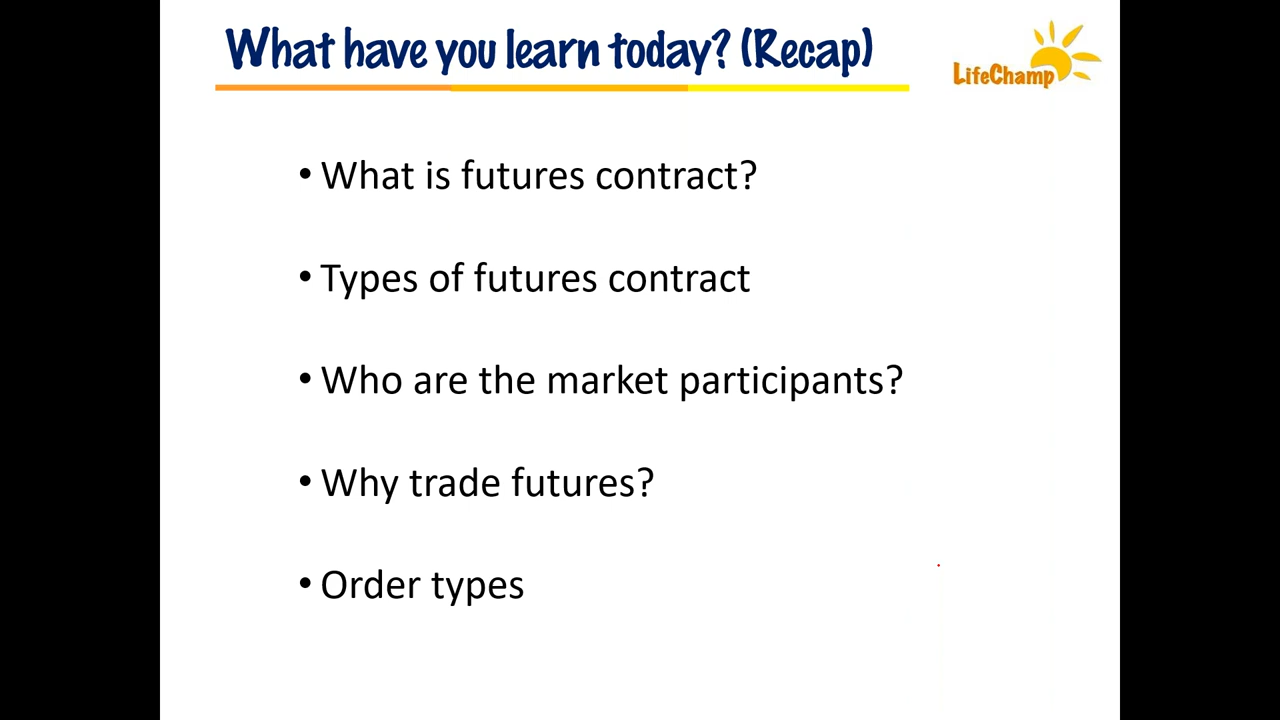 What have you learn today? (Recap)
LifeChamp
• What is futures contract?
• Types of futures contract
• Who are the market participants?
• Why trade futures?
• Order types